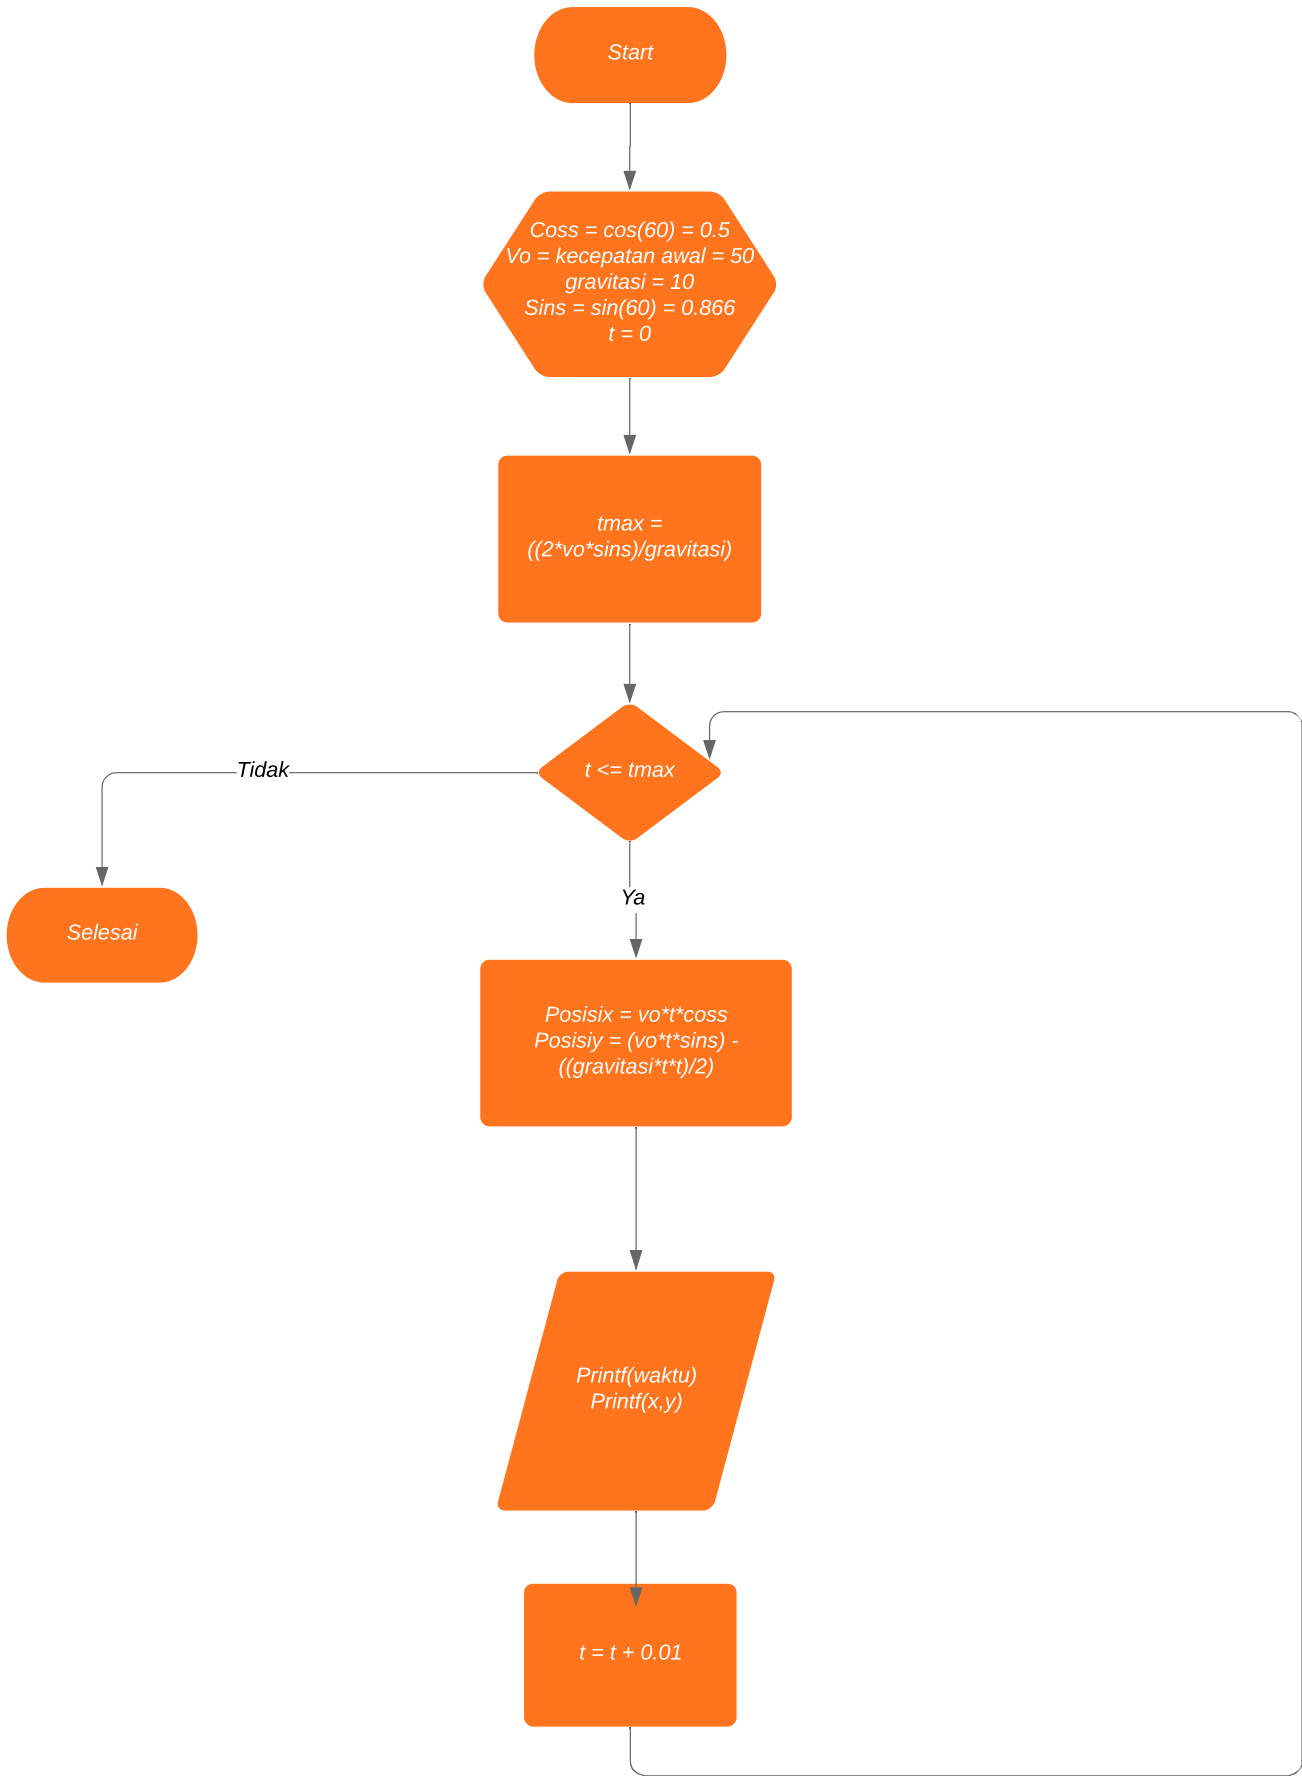 Start
Coss = cos(60) = 0.5
Vo = kecepatan awal = 50
gravitasi = 10
Sins = sin(60) = 0.866
t = 0
tmax =
((2*vo*sins)/gravitasi)
t <= tmax
Tidak
Ya
Selesai
Posisix = vo*t*coss
Posisiy = (vo*t*sins) -
((gravitasi*t*t)/2)
Printf(waktu)
Printf(x,y)
t = t + 0.01